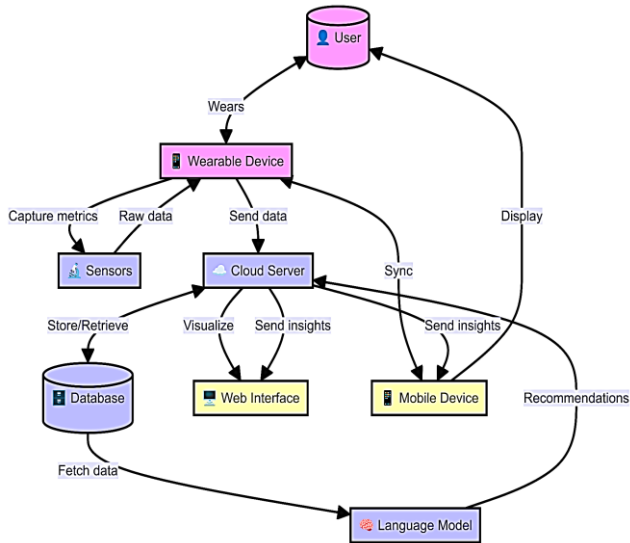 User
Wears
Wearable Device
Capture metrics
Raw data
Send data
Display
Sensors
Cloud Server
Sync
Store/Retrieve
Visualize
Send insights
Send insights
Database
Web Interface
Mobile Device
Recommendations
Fetch data
Language Model